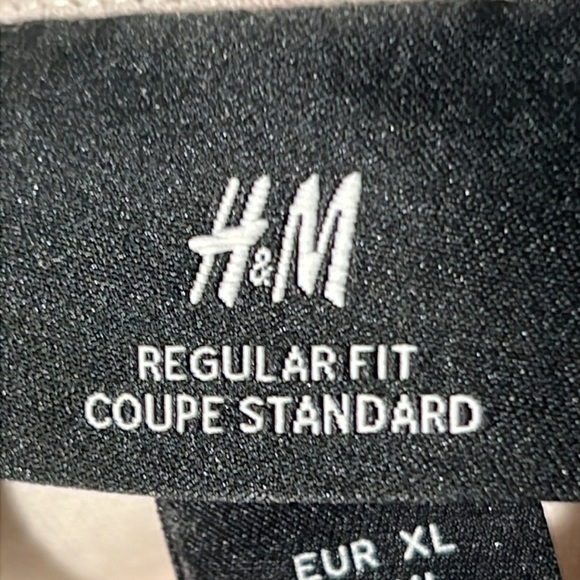 H&M
REGULAR FIT
COUPE STANDARD
EUR XL